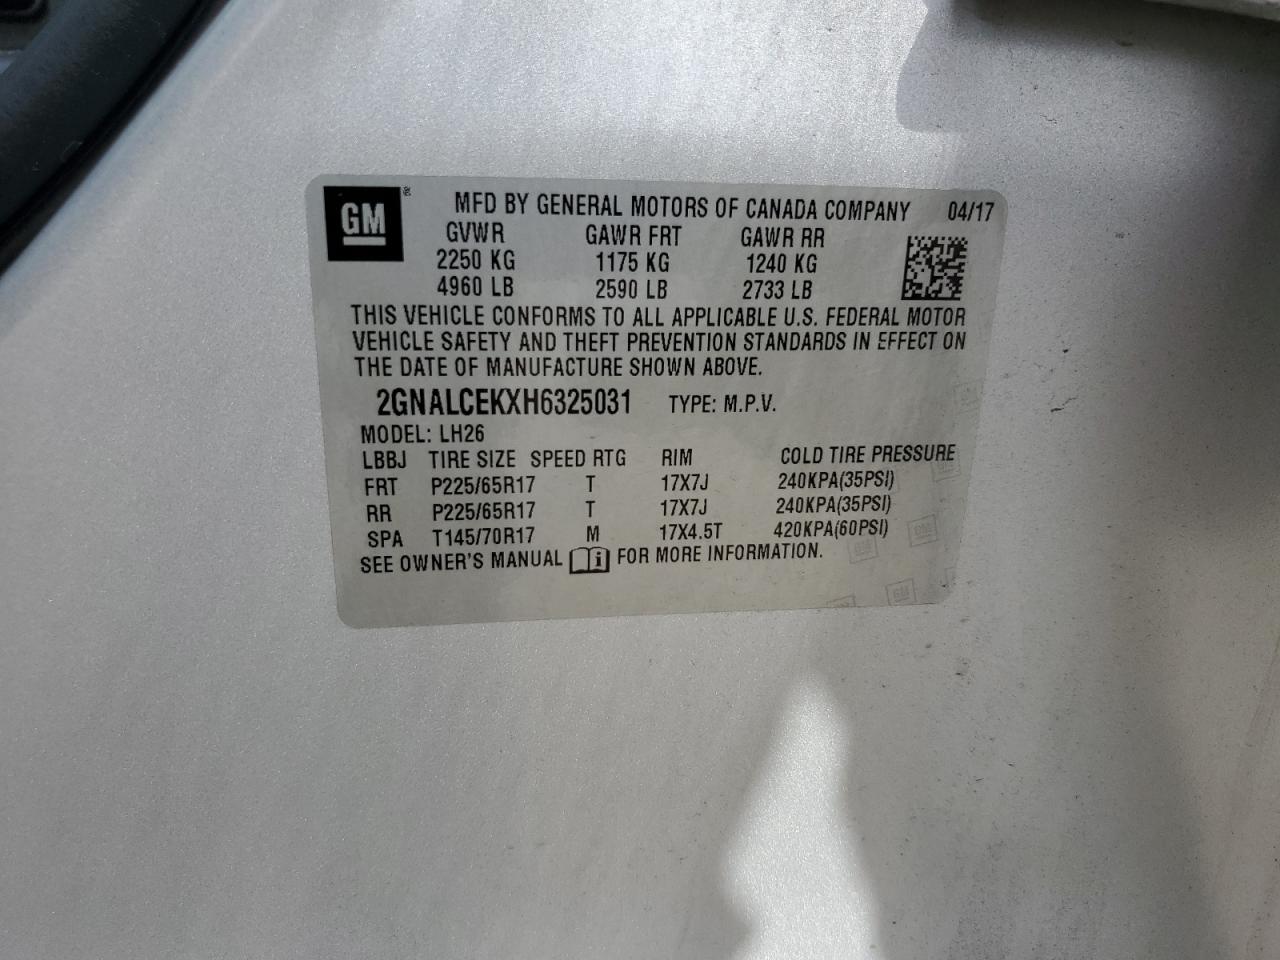 GM®
MFD BY GENERAL MOTORS OF CANADA COMPANY 04/17
GVWR GAWR FRT GAWR RR
2250 KG 1175 KG 1240 KG
4960 LB 2590 LB 2733 LB
THIS VEHICLE CONFORMS TO ALL APPLICABLE U.S. FEDERAL MOTOR
VEHICLE SAFETY AND THEFT PREVENTION STANDARDS IN EFFECT ON
THE DATE OF MANUFACTURE SHOWN ABOVE.
2GNALCEKXH6325031 TYPE: M.P.V.
MODEL: LH26
LBBJ TIRE SIZE SPEED RTG RIM COLD TIRE PRESSURE
FRT P225/65R17 T 17X7J 240KPA(35PSI)
RR P225/65R17 T 17X7J 240KPA(35PSI)
SPA T145/70R17 M 17X4.5T 420KPA(60PSI)
SEE OWNER'S MANUAL i FOR MORE INFORMATION.